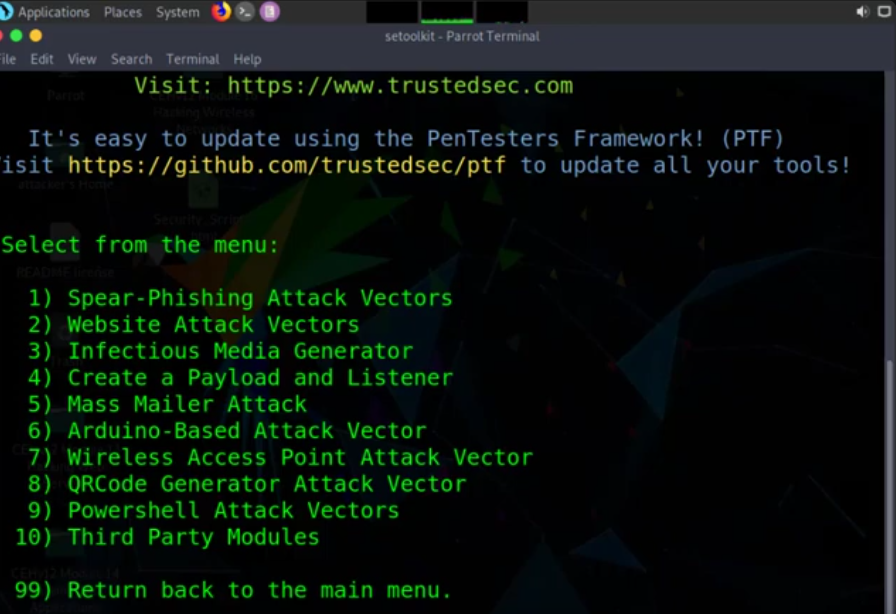 Applications Places System
setoolkit - Parrot Terminal
File Edit View Search Terminal Help
Visit: https://www.trustedsec.com
It's easy to update using the PenTesters Framework! (PTF)
isit https://github.com/trustedsec/ptf to update all your tools!
Select from the menu:
1) Spear-Phishing Attack Vectors
2) Website Attack Vectors
3) Infectious Media Generator
4) Create a Payload and Listener
5) Mass Mailer Attack
6) Arduino-Based Attack Vector
7) Wireless Access Point Attack Vector
8) QRCode Generator Attack Vector
9) Powershell Attack Vectors
10) Third Party Modules
99) Return back to the main menu.